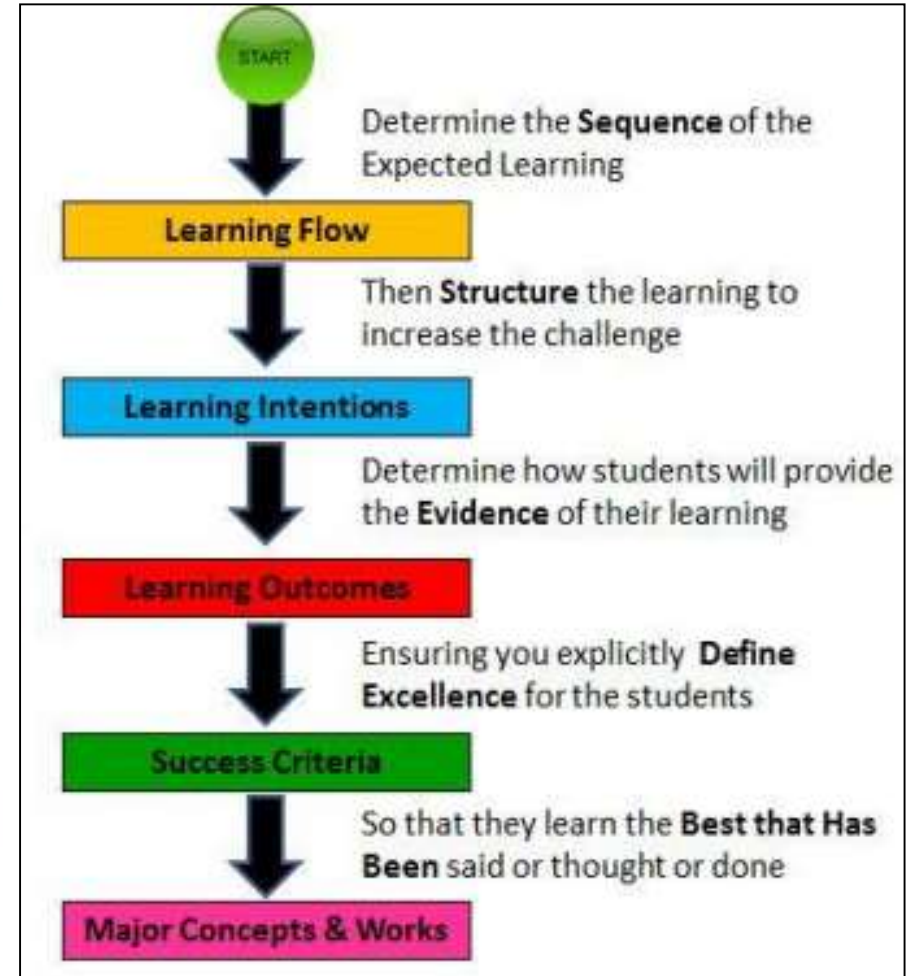 START
Determine the Sequence of the
Expected Learning
Learning Flow
Then Structure the learning to
increase the challenge
Learning Intentions
Determine how students will provide
the Evidence of their learning
Learning Outcomes
Ensuring you explicitly Define
Excellence for the students
Success Criteria
So that they learn the Best that Has
Been said or thought or done
Major Concepts & Works